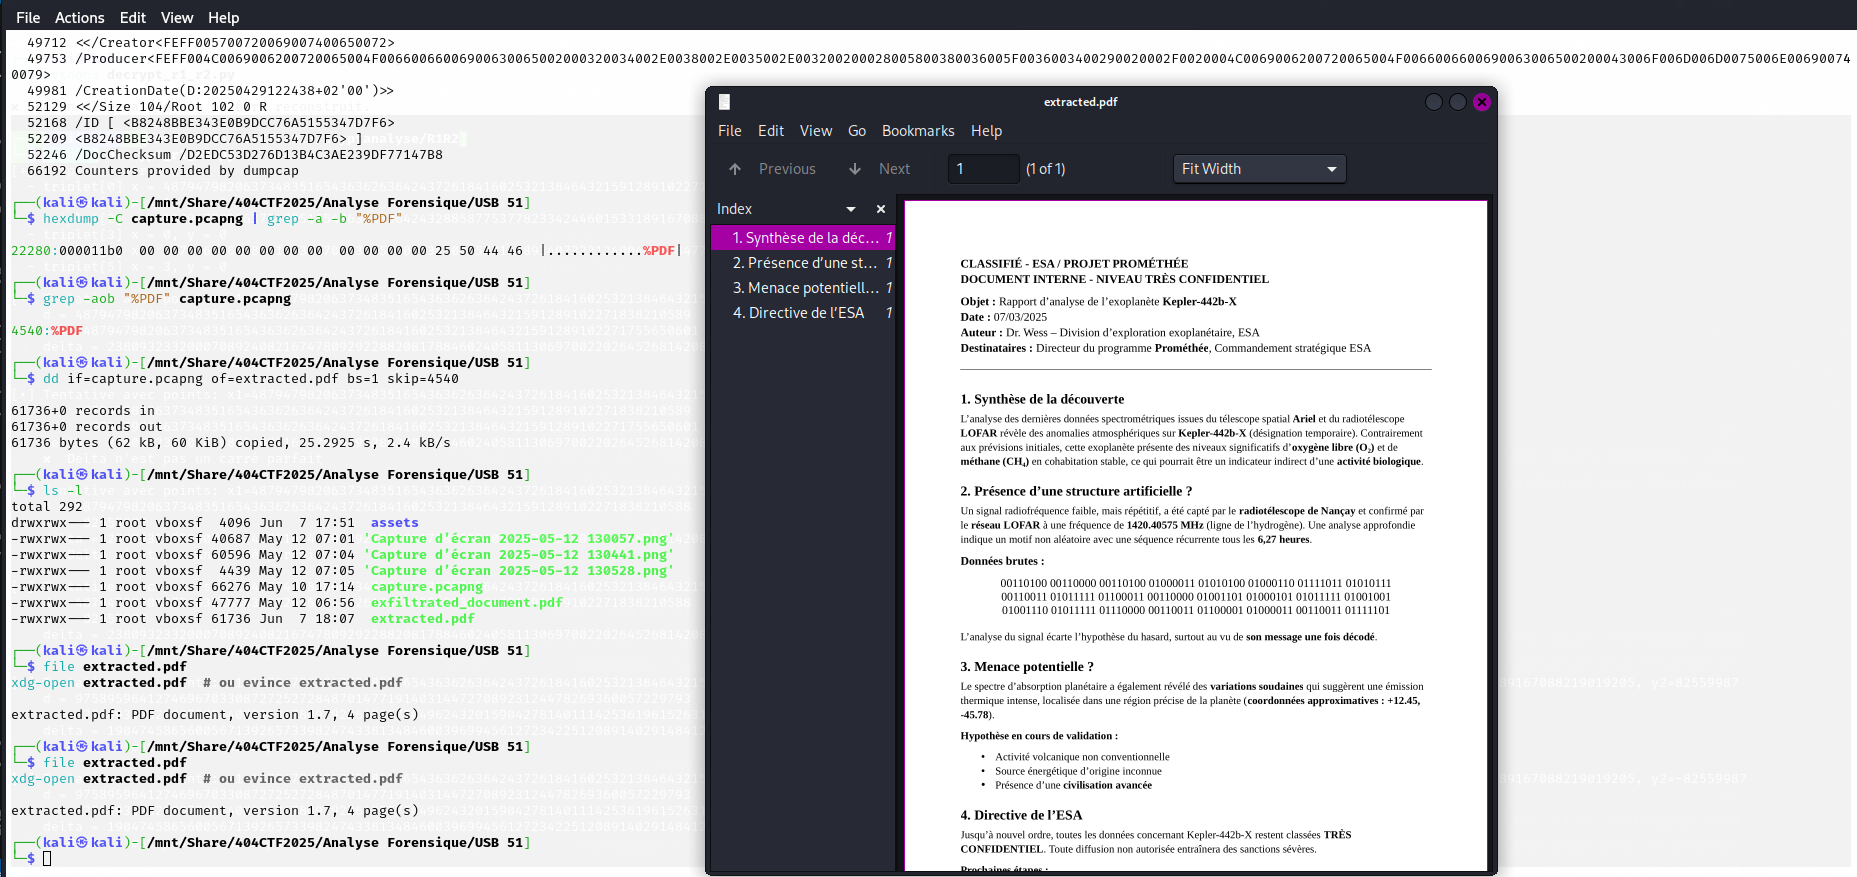 File Actions Edit View Help
49712 <</Creator<FEFF005700720069007400650072>
49753 /Producer<FEFF004C0069006200720065004F00660066006900630065002000320034002E0038002E0035002E0032002000280058003800360005F0036003400290020002F0020004C0069006200720065004F0066006600690063006500200043006F006D006D0075006E00690074
0079>
decrypt_r1_r2.py
49981 /CreationDate(D:20250429122438+02'00')>>
52129 <</Size 104/Root 102 0 R
52168 /ID [ <B8248BBE343E0B9DCC76A5155347D7F6>
52209 <B8248BBE343E0B9DCC76A5155347D7F6> ]
52246 /DocChecksum /D2EDC53D276D13B4C3AE239DF77147B8
66192 Counters provided by dumpcap
┌──(kali㉿kali)-[/mnt/Share/404CTF2025/Analyse Forensique/USB 51]
└─$ hexdump -C capture.pcapng | grep -a -b "%PDF"
22280:000011b0  00 00 00 00 00 00 00 00  00 00 00 00 25 50 44 46  |............%PDF|
┌──(kali㉿kali)-[/mnt/Share/404CTF2025/Analyse Forensique/USB 51]
└─$ grep -aob "%PDF" capture.pcapng
4540:%PDF
┌──(kali㉿kali)-[/mnt/Share/404CTF2025/Analyse Forensique/USB 51]
└─$ dd if=capture.pcapng of=extracted.pdf bs=1 skip=4540
61736+0 records in
61736+0 records out
61736 bytes (62 kB, 60 KiB) copied, 25.2925 s, 2.4 kB/s
┌──(kali㉿kali)-[/mnt/Share/404CTF2025/Analyse Forensique/USB 51]
└─$ ls -l
total 292
drwxrwx--- 1 root vboxsf  4096 Jun  7 17:51  assets
-rwxrwx--- 1 root vboxsf 40687 May 12 07:01 'Capture d'écran 2025-05-12 130057.png'
-rwxrwx--- 1 root vboxsf 60596 May 12 07:04 'Capture d'écran 2025-05-12 130441.png'
-rwxrwx--- 1 root vboxsf  4439 May 12 07:05 'Capture d'écran 2025-05-12 130528.png'
-rwxrwx--- 1 root vboxsf 66276 May 10 17:14  capture.pcapng
-rwxrwx--- 1 root vboxsf 47777 May 12 06:56  exfiltrated_document.pdf
-rwxrwx--- 1 root vboxsf 61736 Jun  7 18:07  extracted.pdf
┌──(kali㉿kali)-[/mnt/Share/404CTF2025/Analyse Forensique/USB 51]
└─$ file extracted.pdf
xdg-open extracted.pdf  # ou evince extracted.pdf
extracted.pdf: PDF document, version 1.7, 4 page(s)
┌──(kali㉿kali)-[/mnt/Share/404CTF2025/Analyse Forensique/USB 51]
└─$ file extracted.pdf
xdg-open extracted.pdf  # ou evince extracted.pdf
extracted.pdf: PDF document, version 1.7, 4 page(s)
┌──(kali㉿kali)-[/mnt/Share/404CTF2025/Analyse Forensique/USB 51]
└─$
extracted.pdf
File Edit View Go Bookmarks Help
Previous Next 1 (1 of 1) Fit Width
Index
1. Synthèse de la déc... 1
2. Présence d'une st... 1
3. Menace potentiell... 1
4. Directive de l'ESA 1
CLASSIFIÉ - ESA / PROJET PROMÉTHÉE
DOCUMENT INTERNE - NIVEAU TRÈS CONFIDENTIEL
Objet : Rapport d'analyse de l'exoplanète Kepler-442b-X
Date : 07/03/2025
Auteur : Dr. Wess – Division d'exploration exoplanétaire, ESA
Destinataires : Directeur du programme Prométhée, Commandement stratégique ESA
1. Synthèse de la découverte
L'analyse des dernières données spectrométriques issues du télescope spatial Ariel et du radiotélescope
LOFAR révèle des anomalies atmosphériques sur Kepler-442b-X (désignation temporaire). Contrairement
aux prévisions initiales, cette exoplanète présente des niveaux significatifs d'oxygène libre (O₂) et de
méthane (CH₄) en cohabitation stable, ce qui pourrait être un indicateur indirect d'une activité biologique.
2. Présence d'une structure artificielle ?
Un signal radiofréquence faible, mais répétitif, a été capté par le radiotélescope de Nançay et confirmé par
le réseau LOFAR à une fréquence de 1420.40575 MHz (ligne de l'hydrogène). Une analyse approfondie
indique un motif non aléatoire avec une séquence récurrente tous les 6,27 heures.
Données brutes :
00110100 00110000 00110100 01000011 01010100 01000110 01111011 01010111
00110011 01011111 01100011 00110000 01001101 01000101 01011111 01001001
01001110 01011111 01110000 00110011 01100001 01000011 00110011 01111101
L'analyse du signal écarte l'hypothèse du hasard, surtout au vu de son message une fois décodé.
3. Menace potentielle ?
Le spectre d'absorption planétaire a également révélé des variations soudaines qui suggèrent une émission
thermique intense, localisée dans une région précise de la planète (coordonnées approximatives : +12.45,
-45.78).
Hypothèse en cours de validation :
• Activité volcanique non conventionnelle
• Source énergétique d'origine inconnue
• Présence d'une civilisation avancée
4. Directive de l'ESA
Jusqu'à nouvel ordre, toutes les données concernant Kepler-442b-X restent classées TRÈS
CONFIDENTIEL. Toute diffusion non autorisée entraînera des sanctions sévères.
Prochaines étapes :